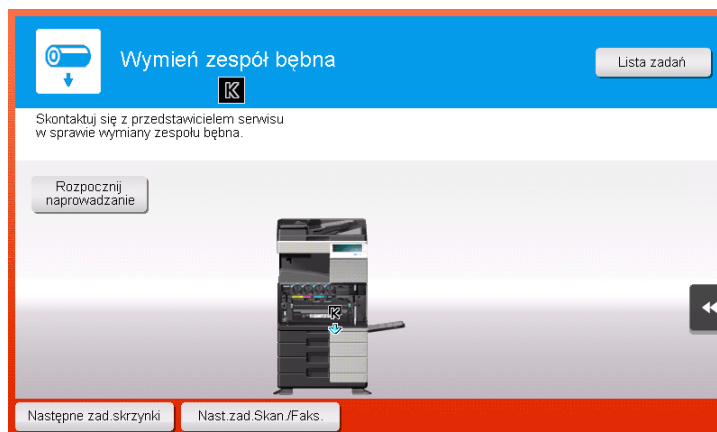 Wymień zespół bębna
K
Lista zadań
Skontaktuj się z przedstawicielem serwisu
w sprawie wymiany zespołu bębna.
Rozpocznij
naprowadzanie
K
Następne zad.skrzynki
Nast.zad.Skan./Faks.